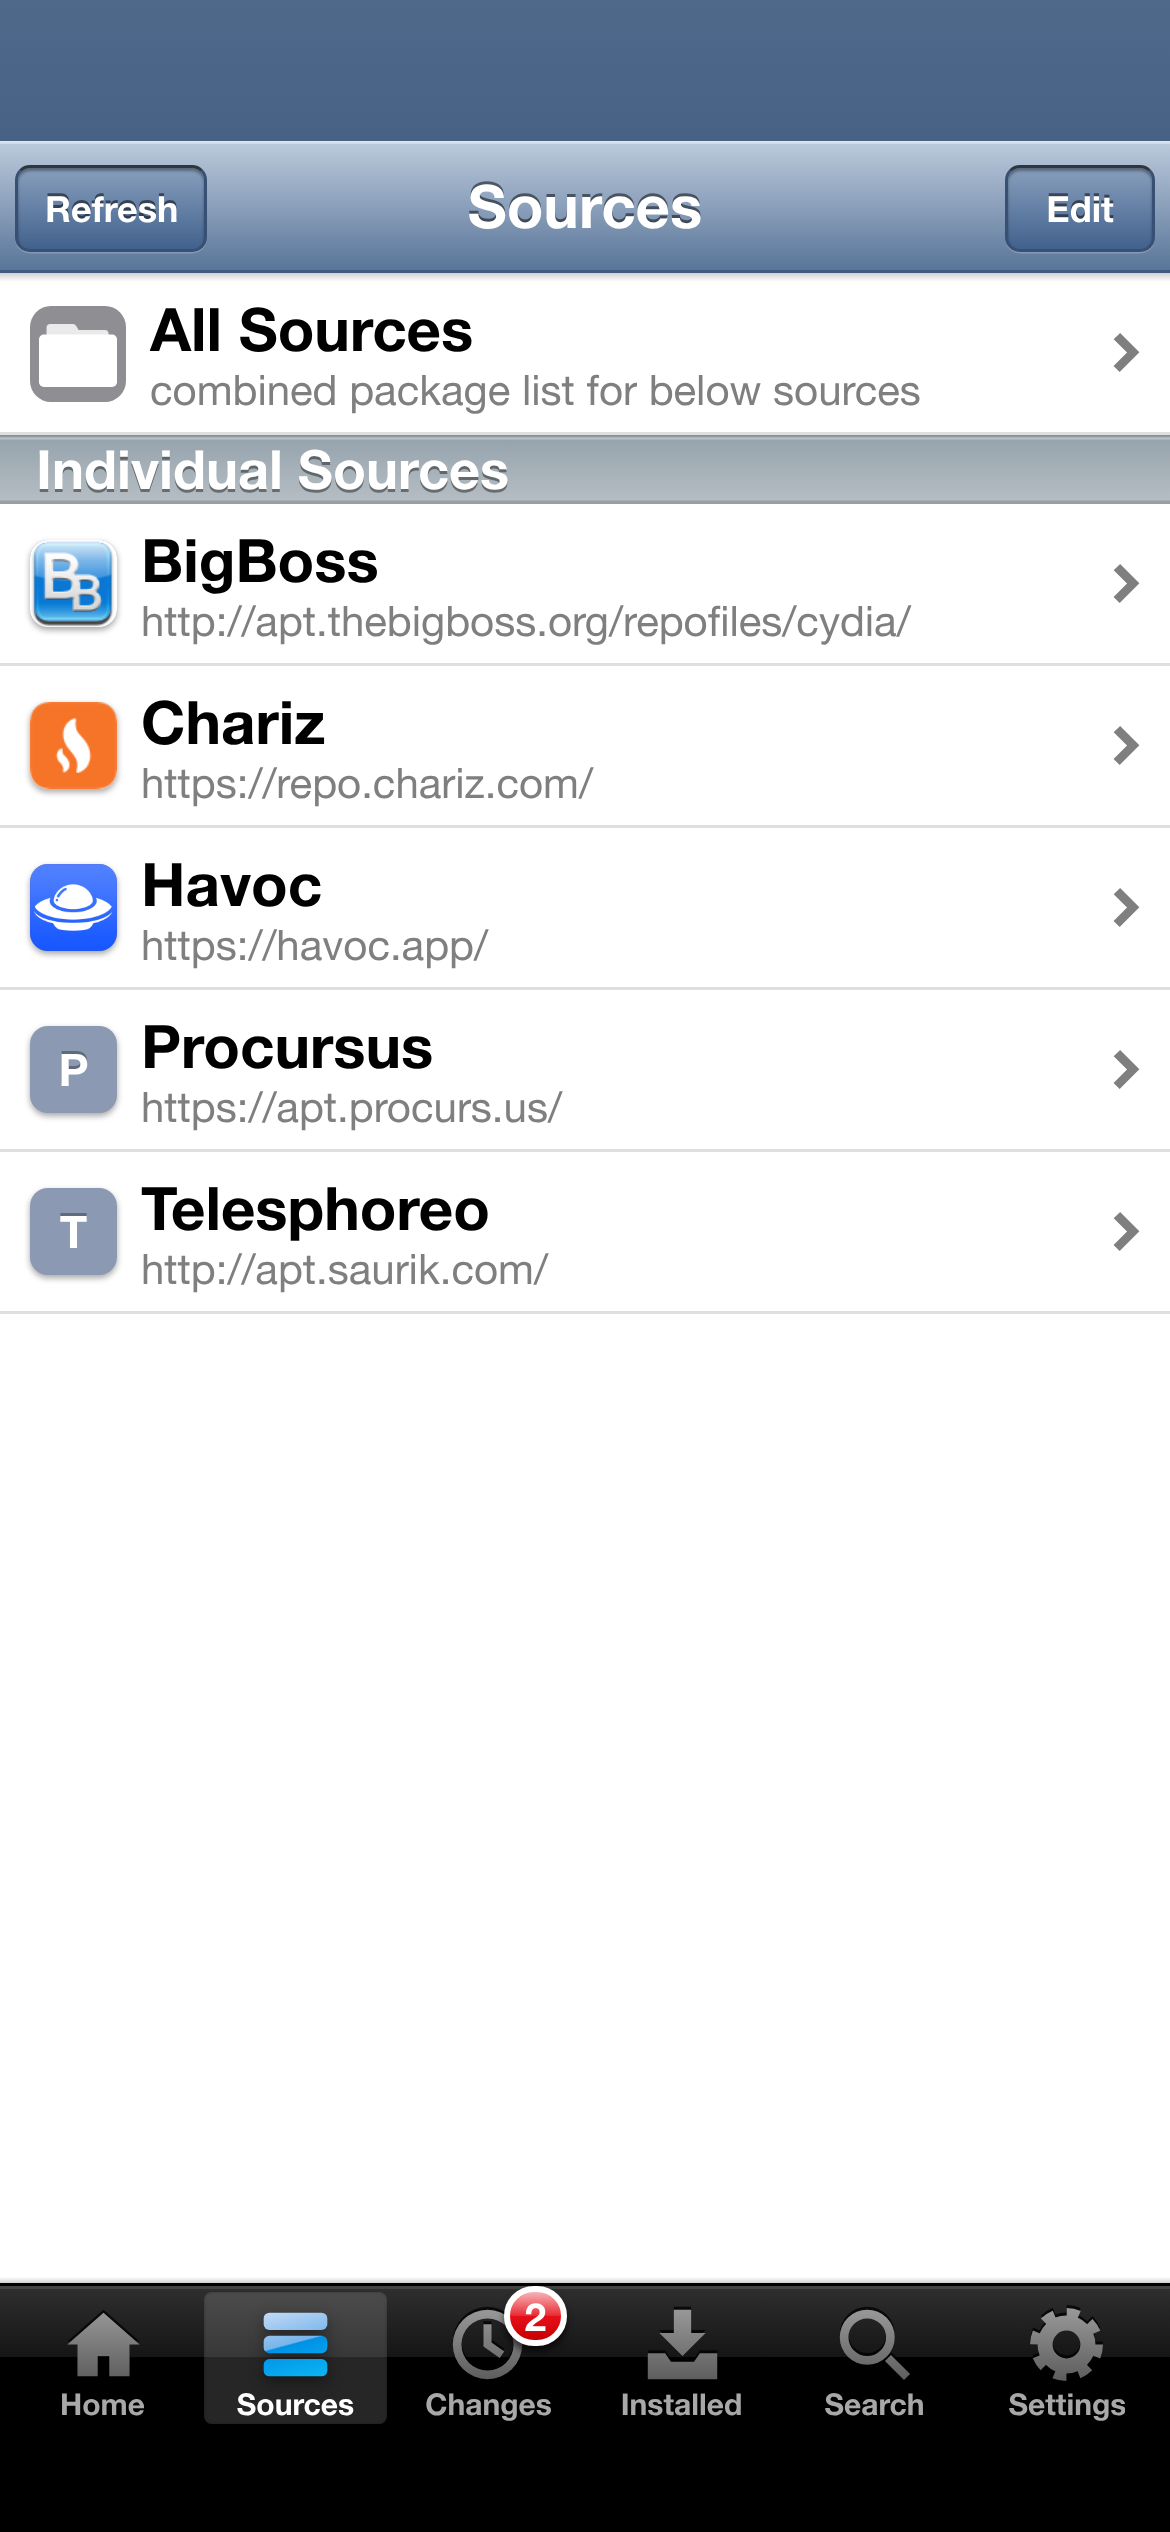 Refresh
Sources
Edit
All Sources
combined package list for below sources
Individual Sources
BB
BigBoss
http://apt.thebigboss.org/repofiles/cydia/
Chariz
https://repo.chariz.com/
Havoc
https://havoc.app/
P
Procursus
https://apt.procurs.us/
T
Telesphoreo
http://apt.saurik.com/
2
Home
Sources
Changes
Installed
Search
Settings